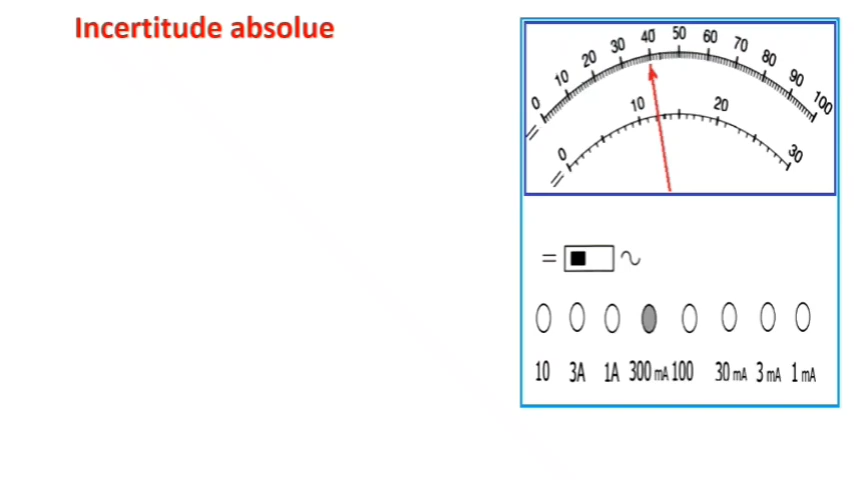 Incertitude absolue
0 10 20 30 40 50 60 70 80 90 100
0 10 20 30
= ∿
10 3A 1A 300 mA 100 30 mA 3 mA 1 mA